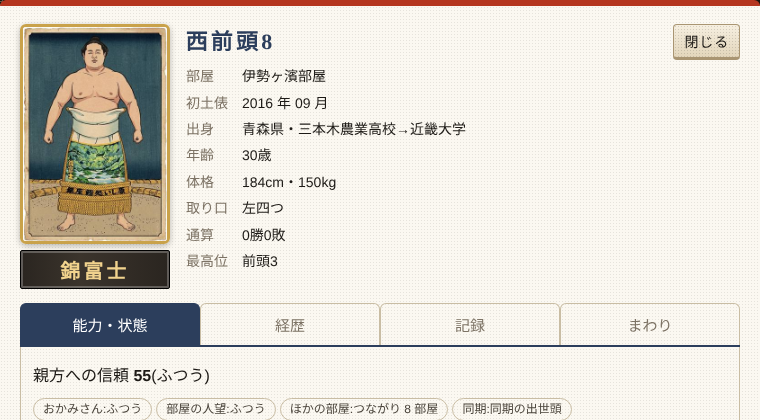 西前頭8
閉じる
部屋 伊勢ヶ濱部屋
初土俵 2016 年 09 月
出身 青森県・三本木農業高校→近畿大学
年齢 30歳
体格 184cm・150kg
取り口 左四つ
通算 0勝0敗
最高位 前頭3
錦富士
能力・状態 経歴 記録 まわり
親方への信頼 55(ふつう)
おかみさん:ふつう 部屋の人望:ふつう ほかの部屋:つながり 8 部屋 同期:同期の出世頭